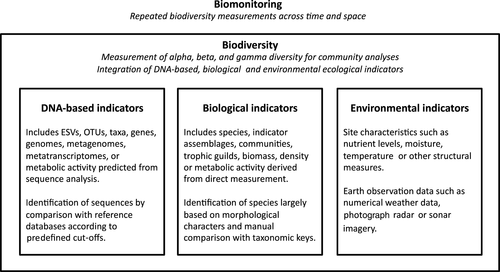 Biomonitoring
Repeated biodiversity measurements across time and space
Biodiversity
Measurement of alpha, beta, and gamma diversity for community analyses
Integration of DNA-based, biological and environmental ecological indicators
DNA-based indicators
Includes ESVs, OTUs, taxa, genes,
genomes, metagenomes,
metatranscriptomes, or
metabolic activity predicted from
sequence analysis.
Identification of sequences by
comparison with reference
databases according to
predefined cut-offs.
Biological indicators
Includes species, indicator
assemblages, communities,
trophic guilds, biomass, density
or metabolic activity derived
from direct measurement.
Identification of species largely
based on morphological
characters and manual
comparison with taxonomic keys.
Environmental indicators
Site characteristics such as
nutrient levels, moisture,
temperature or other structural
measures.
Earth observation data such as
numerical weather data,
photograph radar or sonar
imagery.